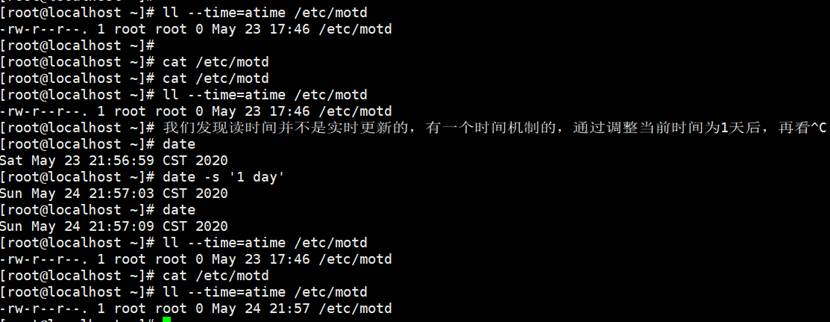 [root@localhost ~]# ll --time=atime /etc/motd
-rw-r--r--. 1 root root 0 May 23 17:46 /etc/motd
[root@localhost ~]#
[root@localhost ~]# cat /etc/motd
[root@localhost ~]# cat /etc/motd
[root@localhost ~]# ll --time=atime /etc/motd
-rw-r--r--. 1 root root 0 May 23 17:46 /etc/motd
[root@localhost ~]# 我们发现读时间并不是实时更新的，有一个时间机制的，通过调整当前时间为1天后，再看^C
[root@localhost ~]# date
Sat May 23 21:56:59 CST 2020
[root@localhost ~]# date -s '1 day'
Sun May 24 21:57:03 CST 2020
[root@localhost ~]# date
Sun May 24 21:57:09 CST 2020
[root@localhost ~]# ll --time=atime /etc/motd
-rw-r--r--. 1 root root 0 May 23 17:46 /etc/motd
[root@localhost ~]# cat /etc/motd
[root@localhost ~]# ll --time=atime /etc/motd
-rw-r--r--. 1 root root 0 May 24 21:57 /etc/motd
[root@localhost ~]#